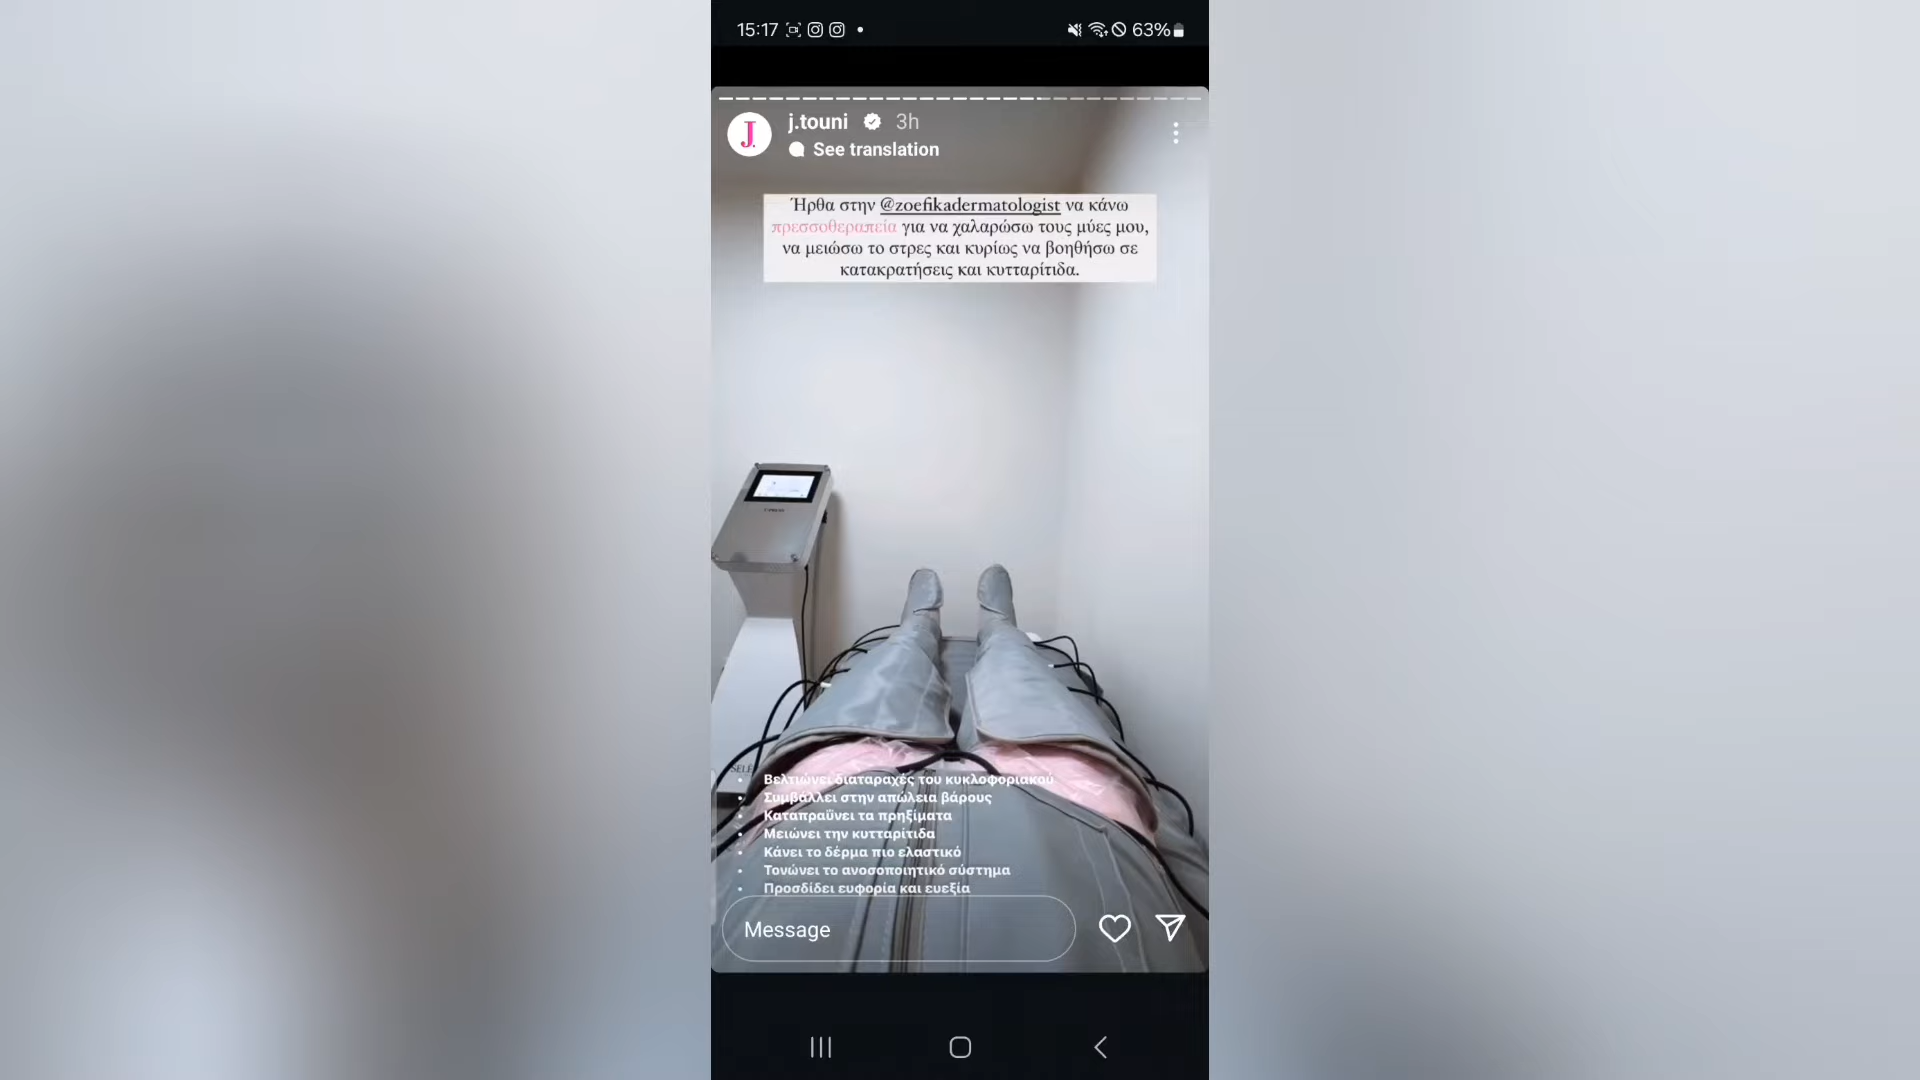 15:17
63%
J.
j.touni 3h
See translation
Ήρθα στην @zoefikadermatologist να κάνω
πρεσσοθεραπεία για να χαλαρώσω τους μύες μου,
να μειώσω το στρες και κυρίως να βοηθήσω σε
κατακρατήσεις και κυτταρίτιδα.
• Βελτιώνει διαταραχές του κυκλοφοριακού
• Συμβάλλει στην απώλεια βάρους
• Καταπραΰνει τα πρηξίματα
• Μειώνει την κυτταρίτιδα
• Κάνει το δέρμα πιο ελαστικό
• Τονώνει το ανοσοποιητικό σύστημα
• Προσδίδει ευφορία και ευεξία
Message